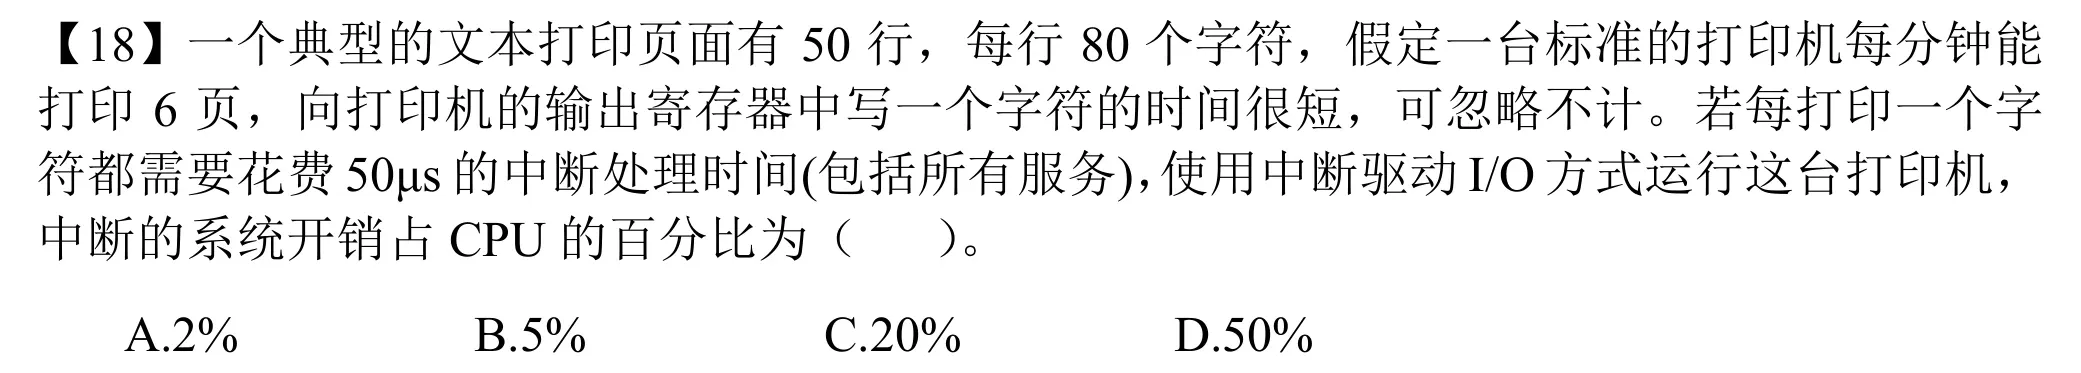 【18】一个典型的文本打印页面有 50 行，每行 80 个字符，假定一台标准的打印机每分钟能
打印 6 页，向打印机的输出寄存器中写一个字符的时间很短，可忽略不计。若每打印一个字
符都需要花费 50μs 的中断处理时间(包括所有服务)，使用中断驱动 I/O 方式运行这台打印机，
中断的系统开销占 CPU 的百分比为（ ）。
A.2% B.5% C.20% D.50%